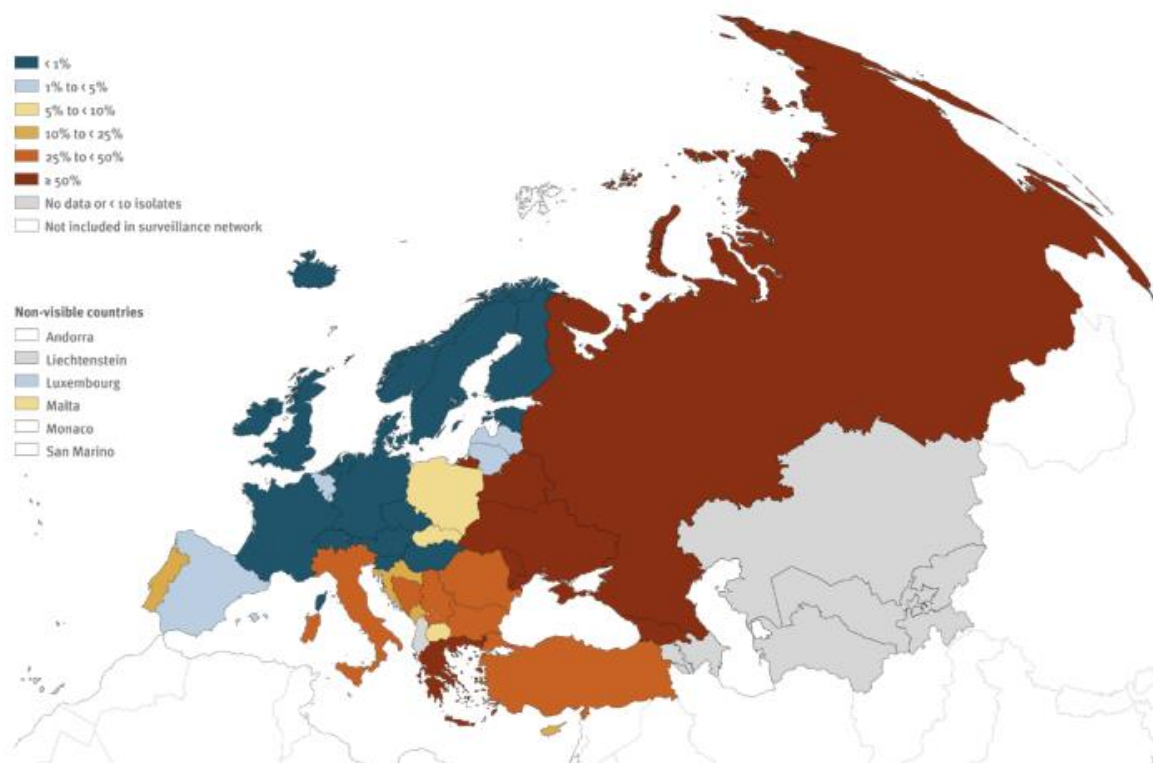 < 1%
1% to < 5%
5% to < 10%
10% to < 25%
25% to < 50%
≥ 50%
No data or < 10 isolates
Not included in surveillance network
Non-visible countries
Andorra
Liechtenstein
Luxembourg
Malta
Monaco
San Marino